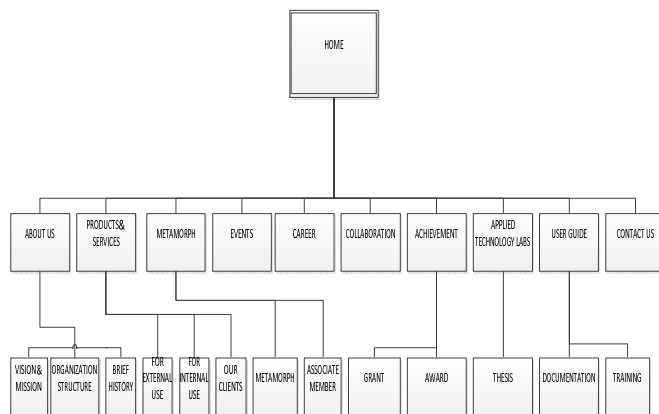 HOME
ABOUT US
PRODUCTS&
SERVICES
METAMORPH
EVENTS
CAREER
COLLABORATION
ACHIEVEMENT
APPLIED
TECHNOLOGY LABS
USER GUIDE
CONTACT US
VISION &
MISSION
ORGANIZATION
STRUCTURE
BRIEF
HISTORY
FOR
EXTERNAL
USE
FOR
INTERNAL
USE
OUR
CLIENTS
METAMORPH
ASSOCIATE
MEMBER
GRANT
AWARD
THESIS
DOCUMENTATION
TRAINING